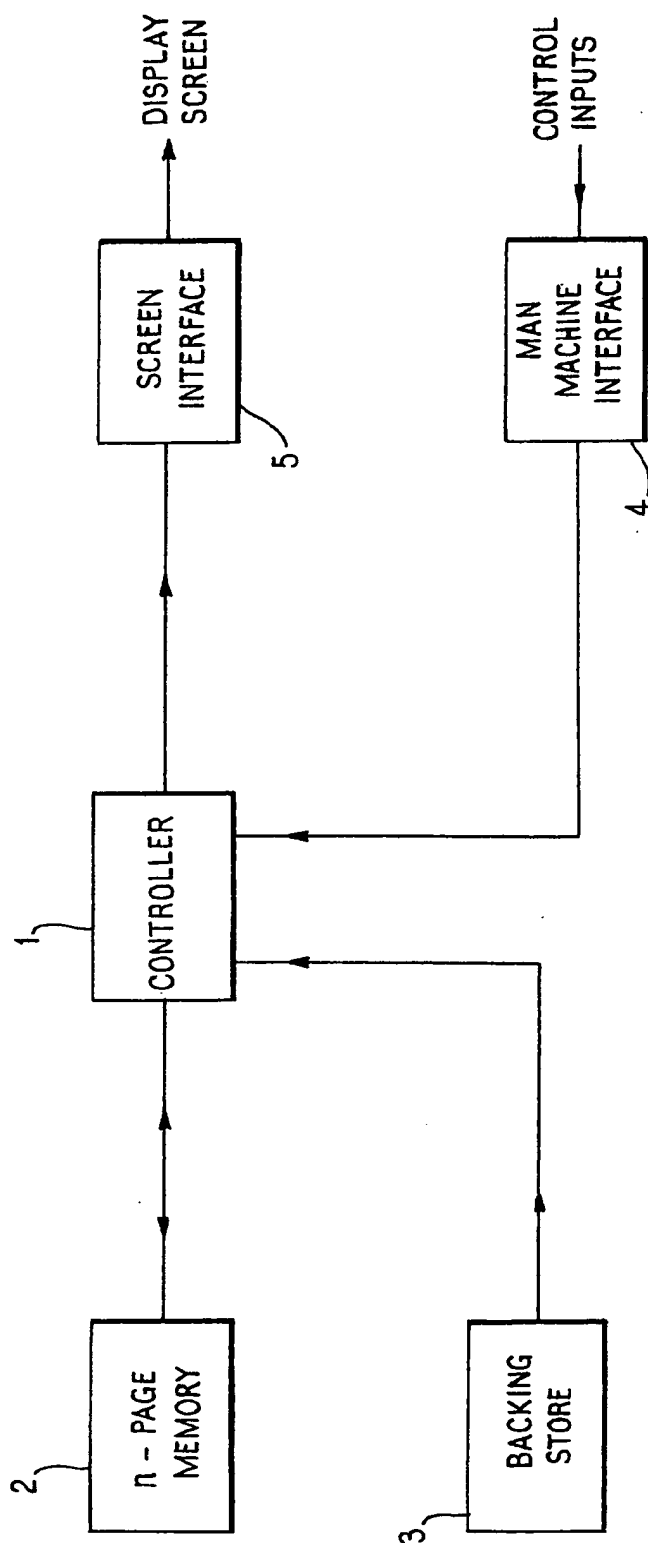 2
n - PAGE
MEMORY
1
CONTROLLER
SCREEN
INTERFACE
5
DISPLAY
SCREEN
3
BACKING
STORE
MAN
MACHINE
INTERFACE
4
CONTROL
INPUTS